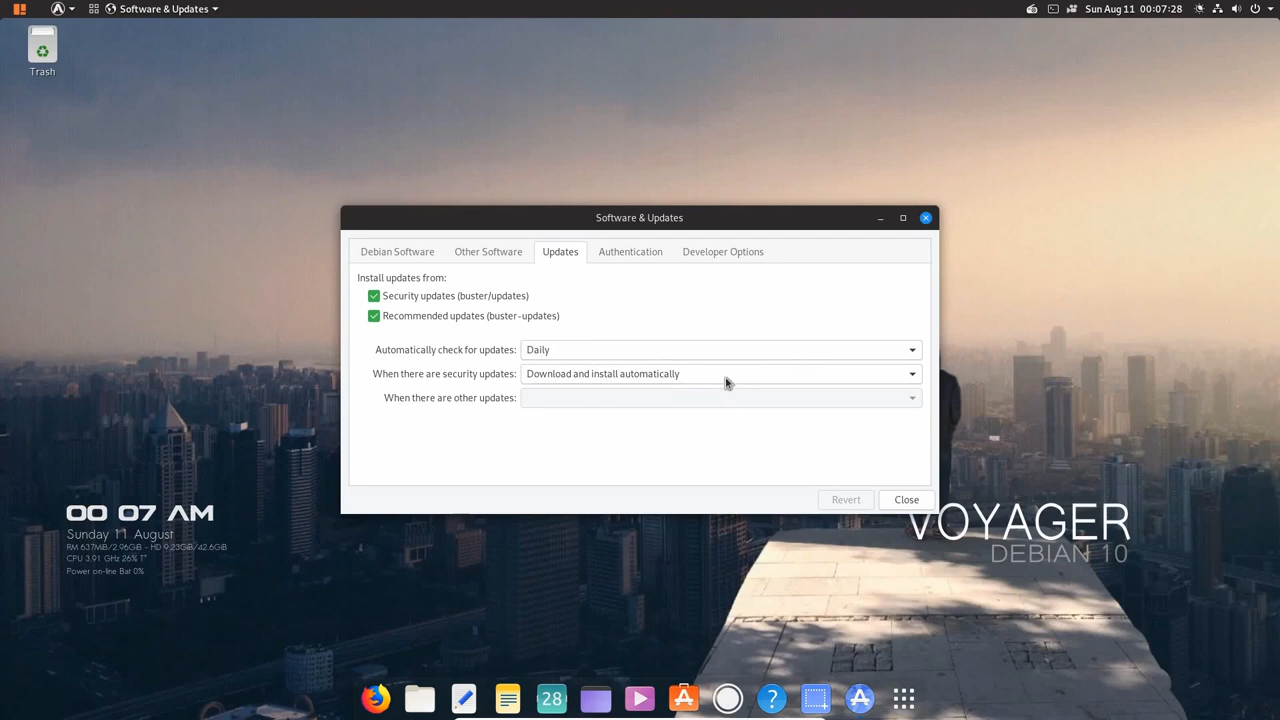 Software & Updates
Sun Aug 11 00:07:28
Trash
Software & Updates
Debian Software
Other Software
Updates
Authentication
Developer Options
Install updates from:
Security updates (buster/updates)
Recommended updates (buster-updates)
Automatically check for updates:
Daily
When there are security updates:
Download and install automatically
When there are other updates:
Revert
Close
00 07 AM
Sunday 11 August
RM 637MiB/2.96GiB - HD 9.23GiB/42.6GiB
CPU 3.91 GHz 26% T°
Power on-line Bat 0%
VOYAGER
DEBIAN 10
28